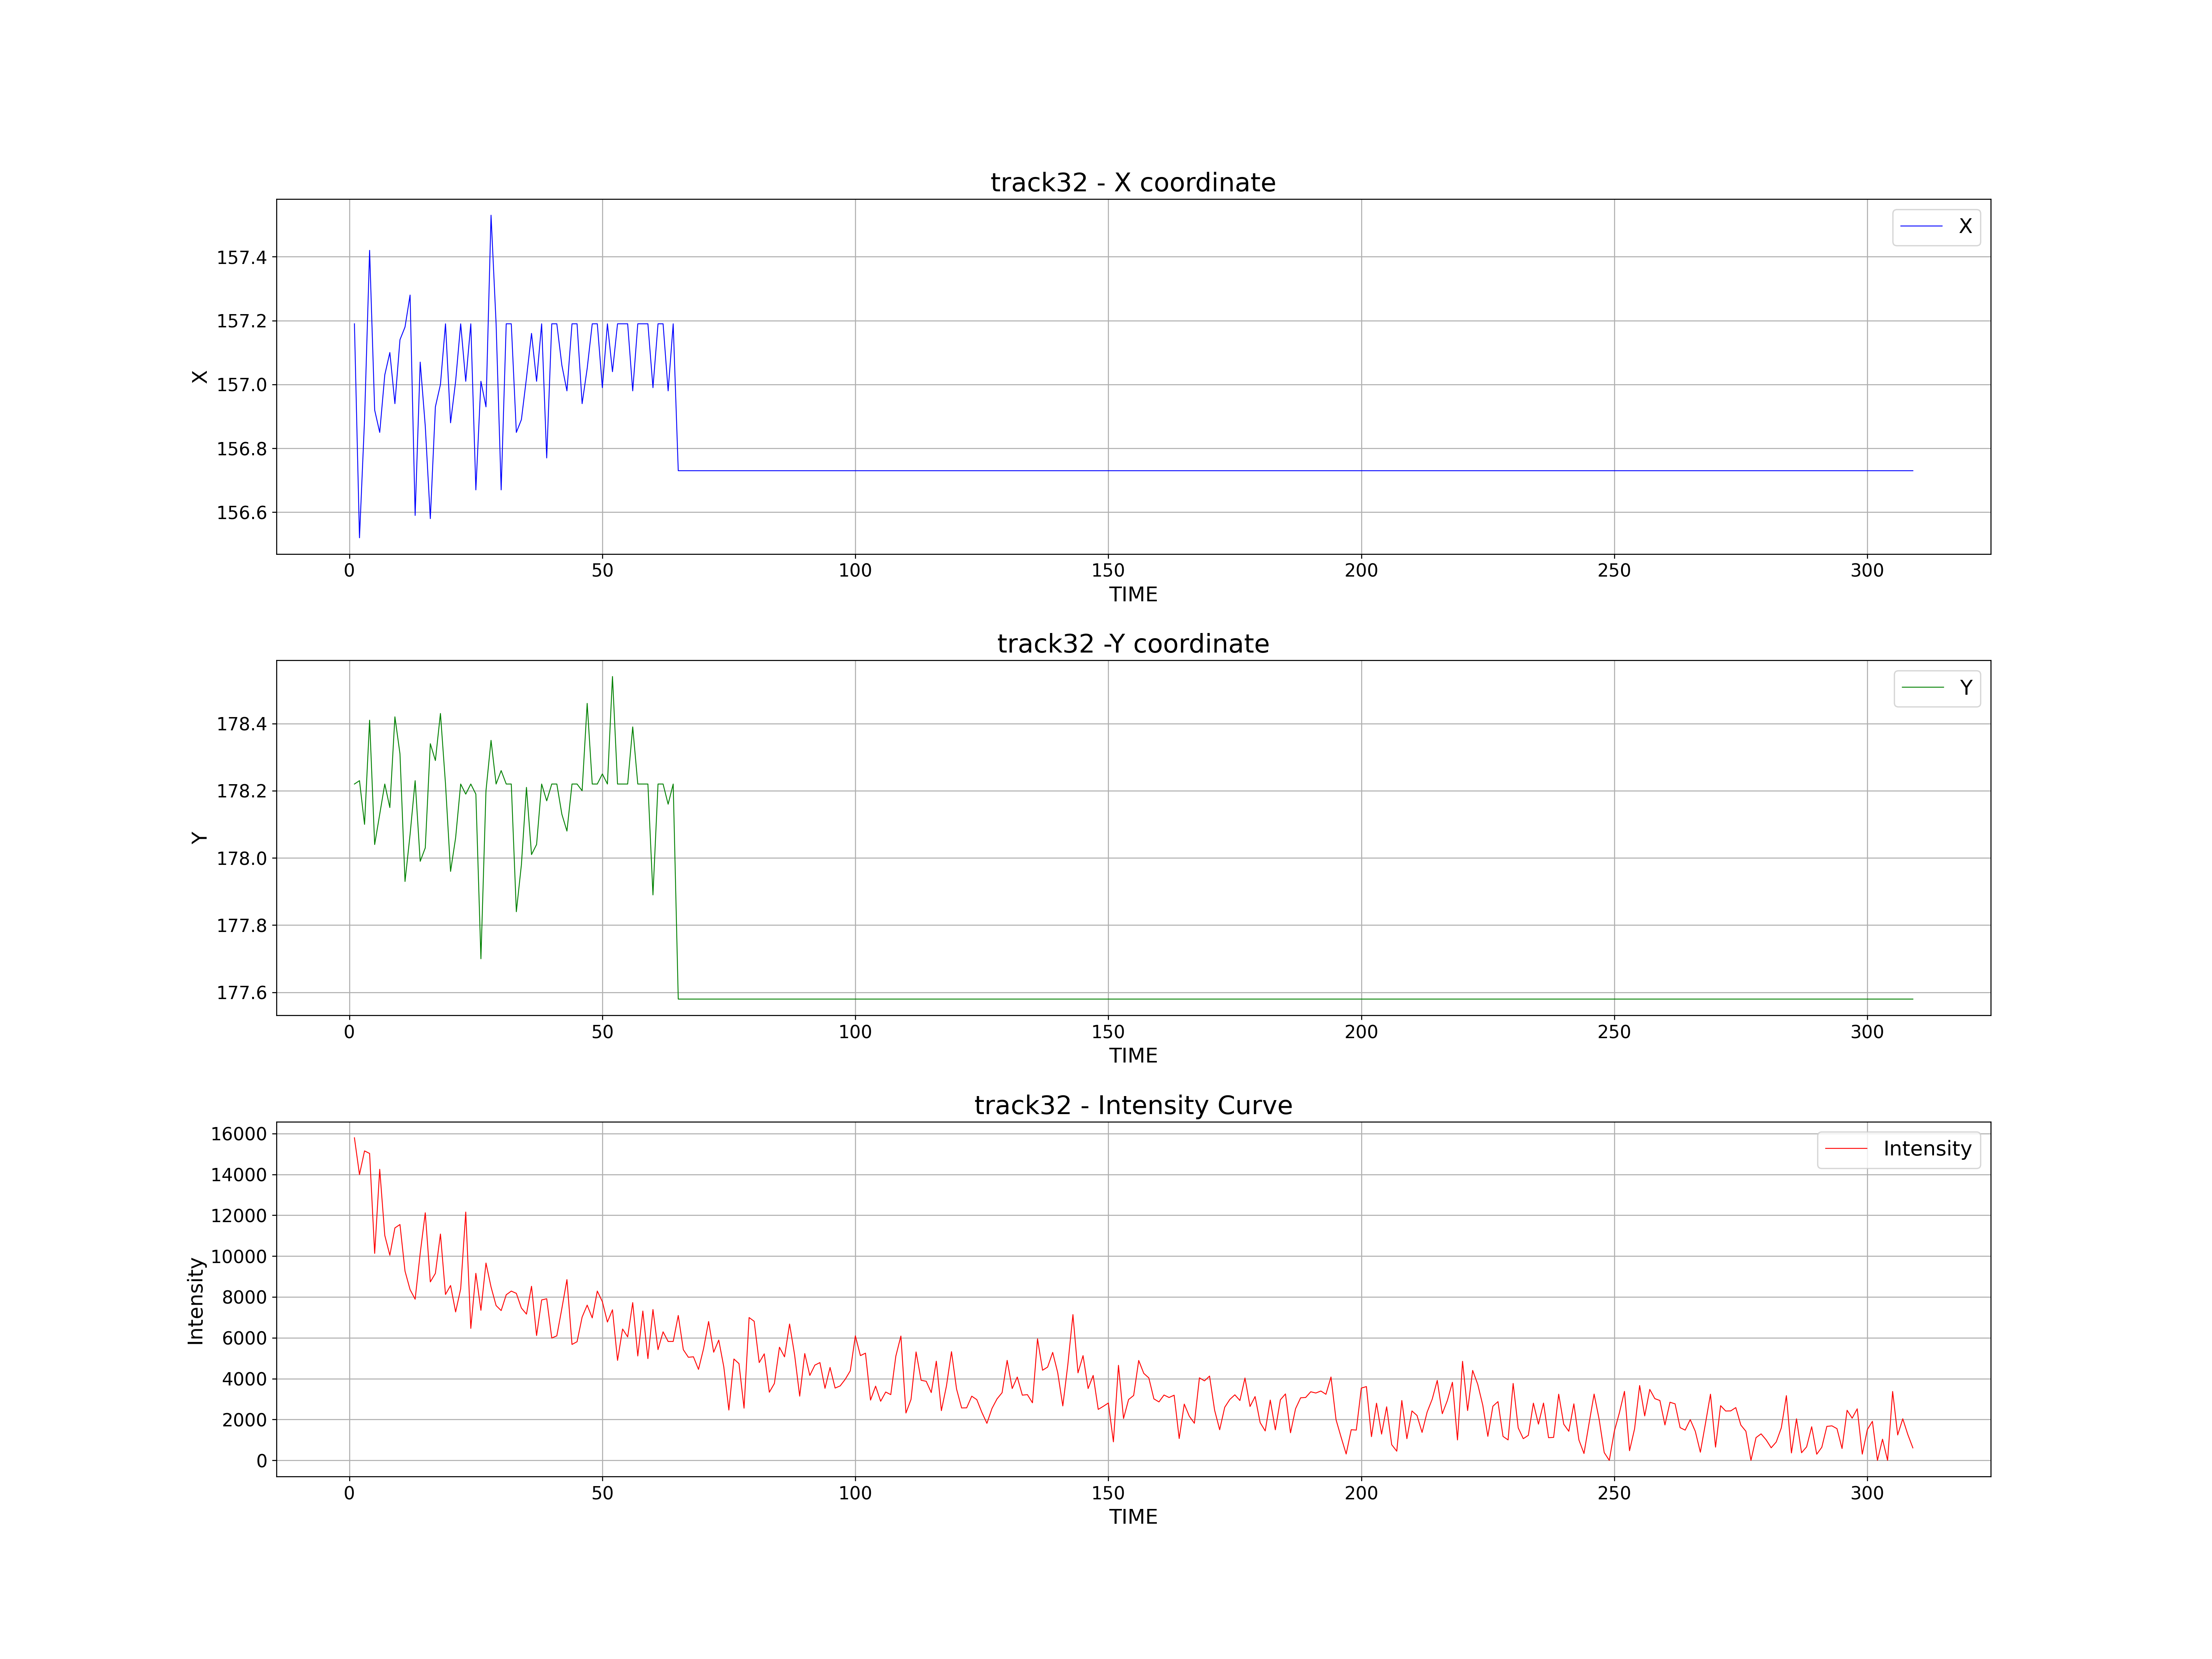 track32 - X coordinate
X
157.4
157.2
157.0
156.8
156.6
X
0 50 100 150 200 250 300
TIME
track32 -Y coordinate
Y
178.4
178.2
178.0
177.8
177.6
Y
0 50 100 150 200 250 300
TIME
track32 - Intensity Curve
Intensity
16000
14000
12000
10000
8000
6000
4000
2000
0
Intensity
0 50 100 150 200 250 300
TIME